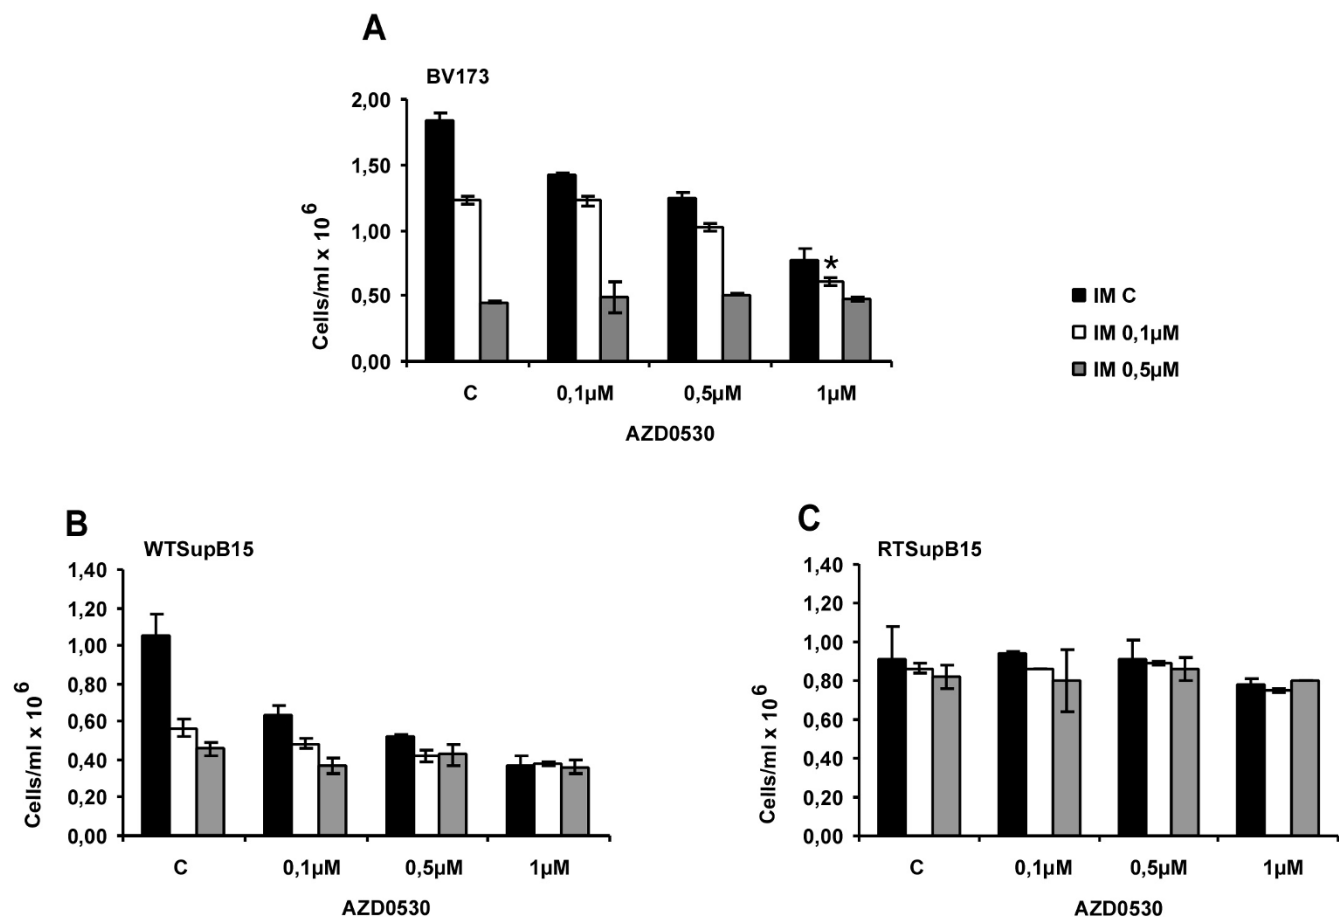 A
BV173
2,00
1,50
1,00
0,50
0,00
Cells/ml x 10^6
C 0,1µM 0,5µM 1µM
*
AZD0530
IM C
IM 0,1µM
IM 0,5µM
B
WTSupB15
1,40
1,20
1,00
0,80
0,60
0,40
0,20
0,00
Cells/ml x 10^6
C 0,1µM 0,5µM 1µM
AZD0530
C
RTSupB15
1,40
1,20
1,00
0,80
0,60
0,40
0,20
0,00
Cells/ml x 10^6
C 0,1µM 0,5µM 1µM
AZD0530